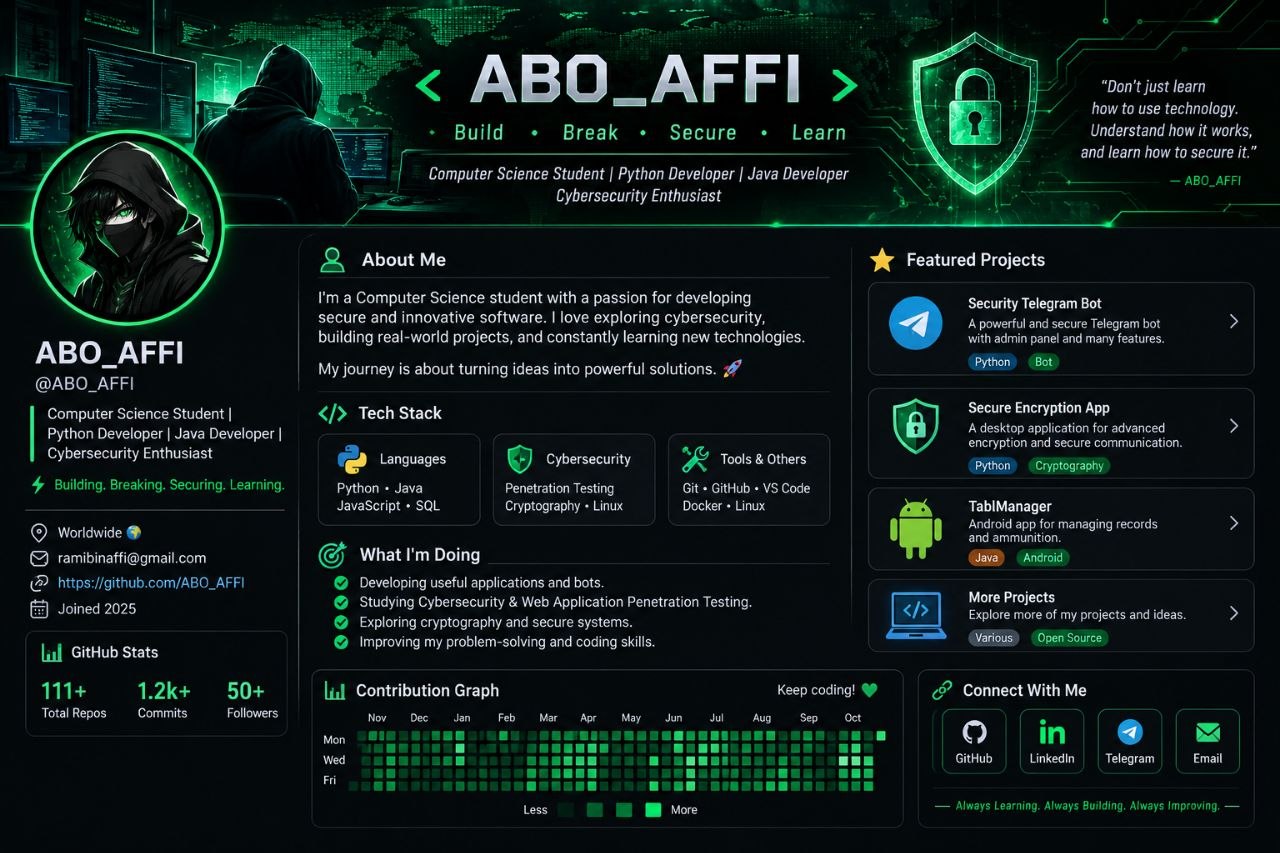 < ABO_AFFI >
• Build • Break • Secure • Learn
Computer Science Student | Python Developer | Java Developer
Cybersecurity Enthusiast
“Don’t just learn
how to use technology.
Understand how it works,
and learn how to secure it.”
— ABO_AFFI
ABO_AFFI
@ABO_AFFI
Computer Science Student |
Python Developer | Java Developer |
Cybersecurity Enthusiast
Building. Breaking. Securing. Learning.
Worldwide
ramibinaffi@gmail.com
https://github.com/ABO_AFFI
Joined 2025
GitHub Stats
111+ 1.2k+ 50+
Total Repos Commits Followers
About Me
I'm a Computer Science student with a passion for developing
secure and innovative software. I love exploring cybersecurity,
building real-world projects, and constantly learning new technologies.
My journey is about turning ideas into powerful solutions. 🚀
</> Tech Stack
Languages
Python • Java
JavaScript • SQL
Cybersecurity
Penetration Testing
Cryptography • Linux
Tools & Others
Git • GitHub • VS Code
Docker • Linux
What I'm Doing
Developing useful applications and bots.
Studying Cybersecurity & Web Application Penetration Testing.
Exploring cryptography and secure systems.
Improving my problem-solving and coding skills.
Featured Projects
Security Telegram Bot
A powerful and secure Telegram bot
with admin panel and many features.
Python Bot
Secure Encryption App
A desktop application for advanced
encryption and secure communication.
Python Cryptography
TablManager
Android app for managing records
and ammunition.
Java Android
</>
More Projects
Explore more of my projects and ideas.
Various Open Source
Contribution Graph
Keep coding! 💚
Nov Dec Jan Feb Mar Apr May Jun Jul Aug Sep Oct
Mon
Wed
Fri
Less More
Connect With Me
GitHub
in
LinkedIn
Telegram
Email
— Always Learning. Always Building. Always Improving. —